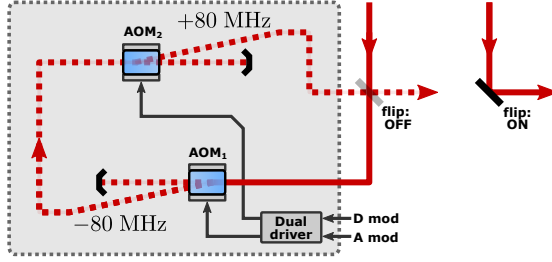 +80 MHz
AOM2
flip:
OFF
flip:
ON
AOM1
−80 MHz
Dual
driver
D mod
A mod